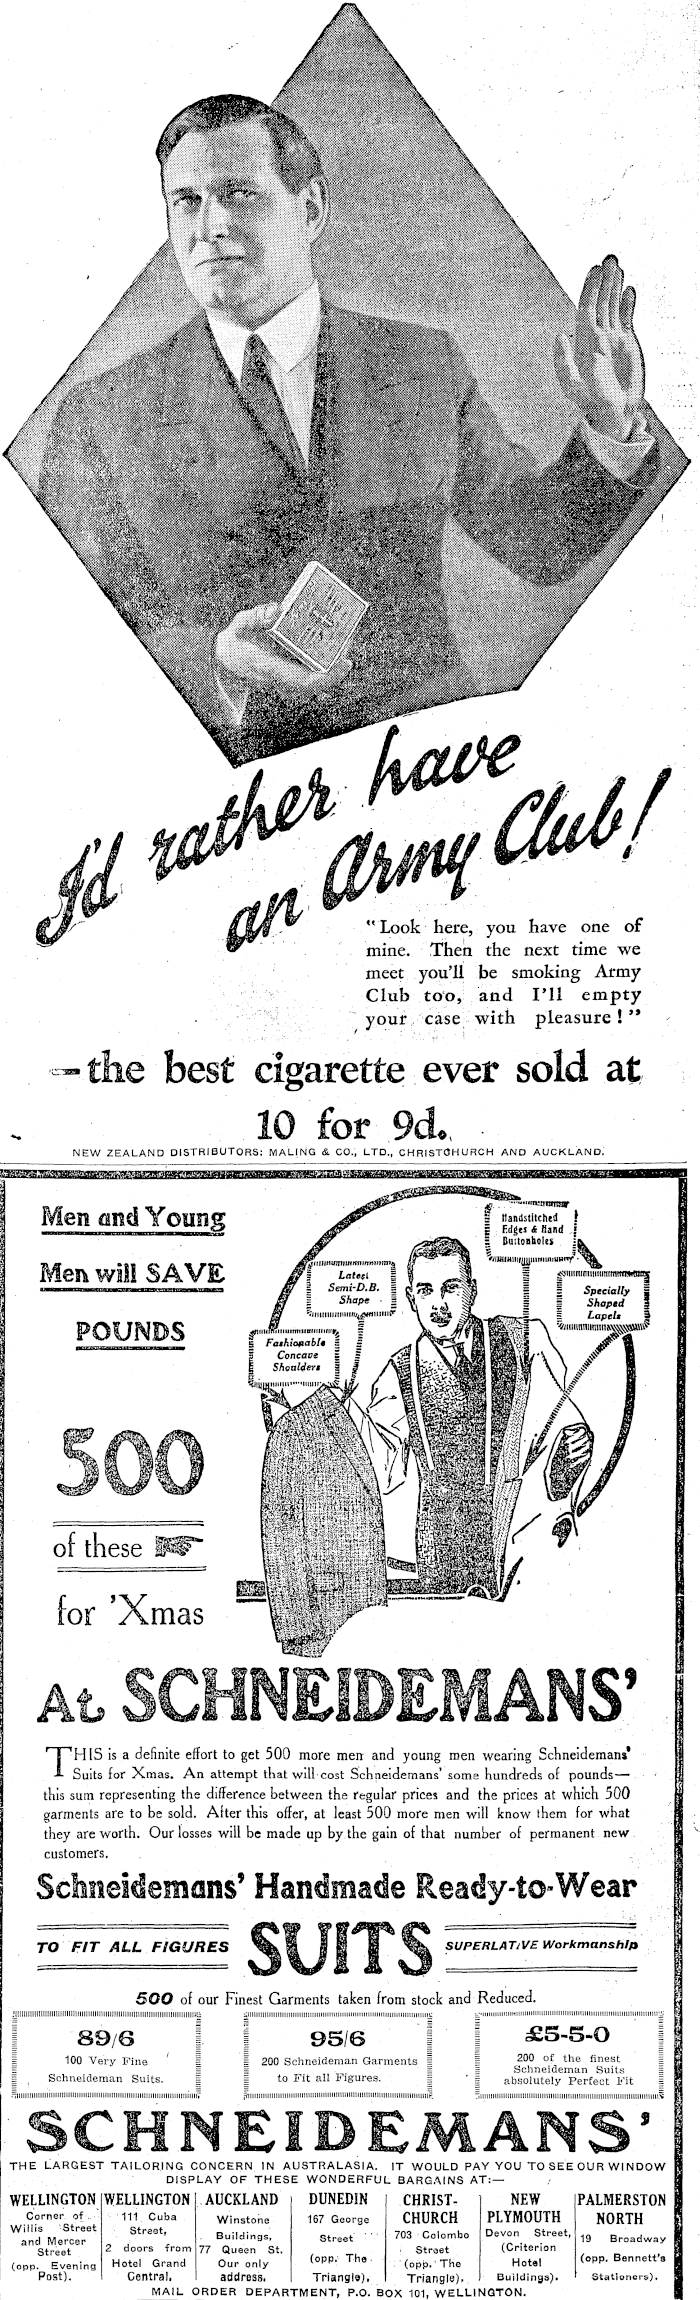 I'd rather have
an Army Club!
"Look here, you have one of
mine. Then the next time we
meet you'll be smoking Army
Club too, and I'll empty
your case with pleasure!"
—the best cigarette ever sold at
10 for 9d.
NEW ZEALAND DISTRIBUTORS: MALING & CO., LTD., CHRISTCHURCH AND AUCKLAND.
Men and Young
Men will SAVE
POUNDS
500
of these
for 'Xmas
Handstitched
Edges & Hand
Buttonholes
Latest
Semi-D.B.
Shape
Specially
Shaped
Lapels
Fashionable
Concave
Shoulders
At SCHNEIDEMANS'
THIS is a definite effort to get 500 more men and young men wearing Schneidemans'
Suits for Xmas. An attempt that will cost Schneidemans' some hundreds of pounds—
this sum representing the difference between the regular prices and the prices at which 500
garments are to be sold. After this offer, at least 500 more men will know them for what
they are worth. Our losses will be made up by the gain of that number of permanent new
customers.
Schneidemans' Handmade Ready-to-Wear
TO FIT ALL FIGURES SUITS SUPERLATIVE Workmanship
500 of our Finest Garments taken from stock and Reduced.
89/6
100 Very Fine
Schneideman Suits.
95/6
200 Schneideman Garments
to Fit all Figures.
£5-5-0
200 of the finest
Schneideman Suits
absolutely Perfect Fit
SCHNEIDEMANS'
THE LARGEST TAILORING CONCERN IN AUSTRALASIA. IT WOULD PAY YOU TO SEE OUR WINDOW
DISPLAY OF THESE WONDERFUL BARGAINS AT:—
WELLINGTON
Corner of
Willis Street
and Mercer
Street
(opp. Evening
Post).
WELLINGTON
111 Cuba
Street,
2 doors from
Hotel Grand
Central.
AUCKLAND
Winstone
Buildings,
77 Queen St.
Our only
address.
DUNEDIN
167 George
Street
(opp. The
Triangle).
CHRIST-
CHURCH
703 Colombo
Street
(opp. The
Triangle).
NEW
PLYMOUTH
Devon Street,
(Criterion
Hotel
Buildings).
PALMERSTON
NORTH
19 Broadway
(opp. Bennett's
Stationers).
MAIL ORDER DEPARTMENT, P.O. BOX 101, WELLINGTON.